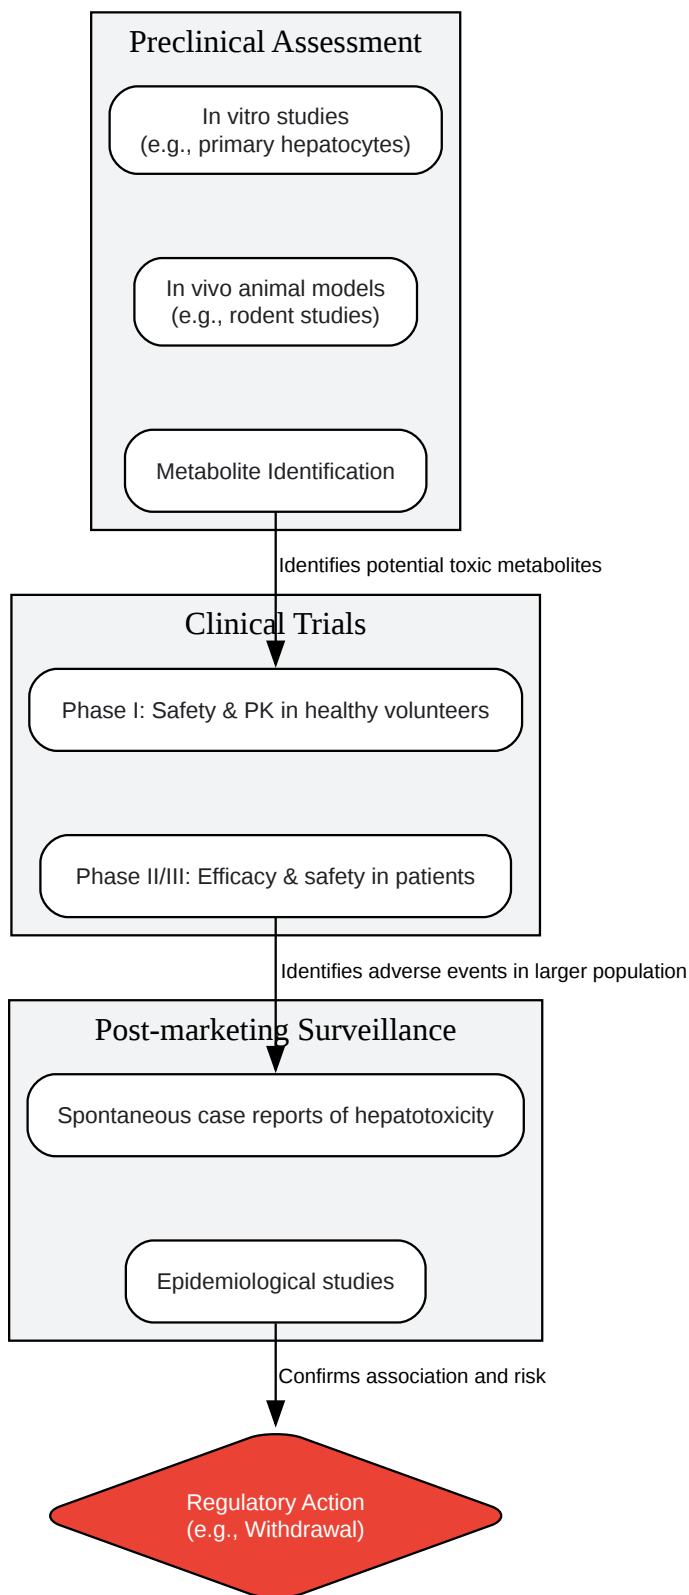 Preclinical Assessment
In vitro studies
(e.g., primary hepatocytes)
In vivo animal models
(e.g., rodent studies)
Metabolite Identification
Identifies potential toxic metabolites
Clinical Trials
Phase I: Safety & PK in healthy volunteers
Phase II/III: Efficacy & safety in patients
Identifies adverse events in larger population
Post-marketing Surveillance
Spontaneous case reports of hepatotoxicity
Epidemiological studies
Confirms association and risk
Regulatory Action
(e.g., Withdrawal)